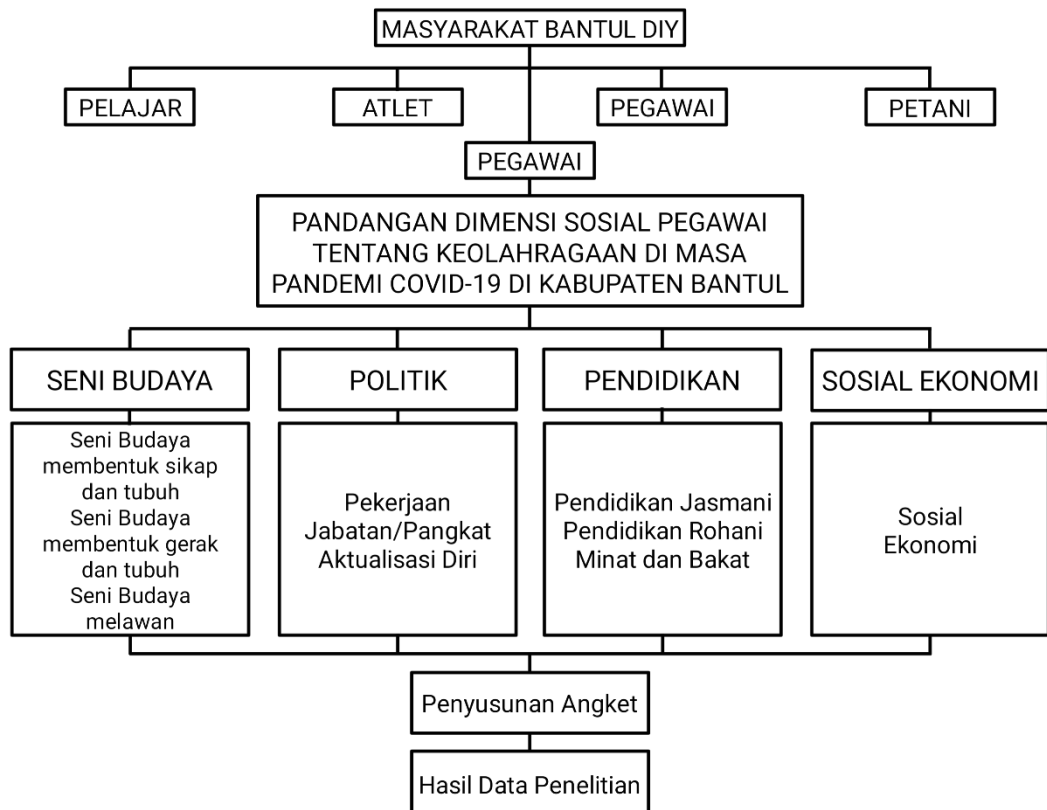 MASYARAKAT BANTUL DIY
PELAJAR
ATLET
PEGAWAI
PETANI
PEGAWAI
PANDANGAN DIMENSI SOSIAL PEGAWAI
TENTANG KEOLAHRAGAAN DI MASA
PANDEMI COVID-19 DI KABUPATEN BANTUL
SENI BUDAYA
POLITIK
PENDIDIKAN
SOSIAL EKONOMI
Seni Budaya
membentuk sikap
dan tubuh
Seni Budaya
membentuk gerak
dan tubuh
Seni Budaya
melawan
Pekerjaan
Jabatan/Pangkat
Aktualisasi Diri
Pendidikan Jasmani
Pendidikan Rohani
Minat dan Bakat
Sosial
Ekonomi
Penyusunan Angket
Hasil Data Penelitian